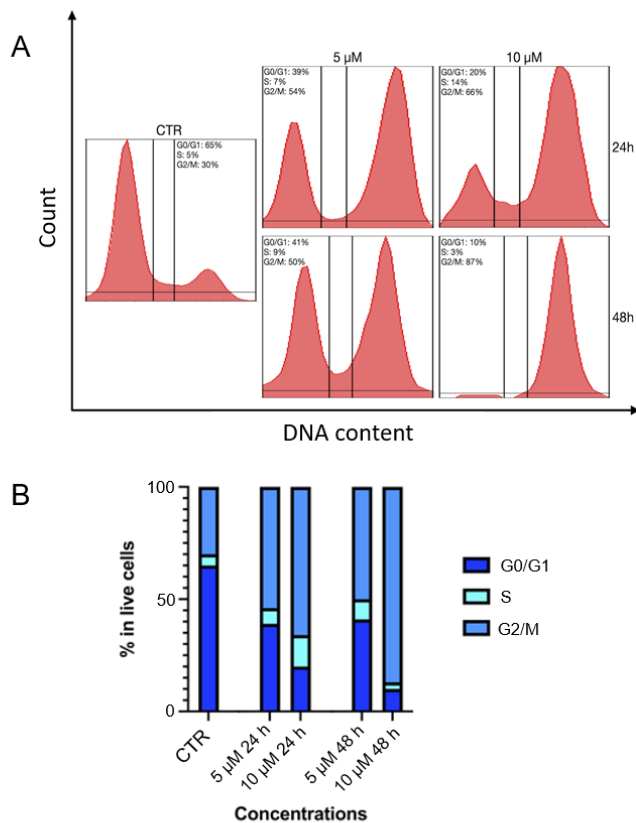 A
5 µM
10 µM
CTR
G0/G1: 65%
S: 5%
G2/M: 30%
G0/G1: 39%
S: 7%
G2/M: 54%
G0/G1: 20%
S: 14%
G2/M: 66%
24h
G0/G1: 41%
S: 9%
G2/M: 50%
G0/G1: 10%
S: 3%
G2/M: 87%
48h
Count
DNA content
B
100
50
0
% in live cells
CTR
5 µM 24 h
10 µM 24 h
5 µM 48 h
10 µM 48 h
Concentrations
G0/G1
S
G2/M